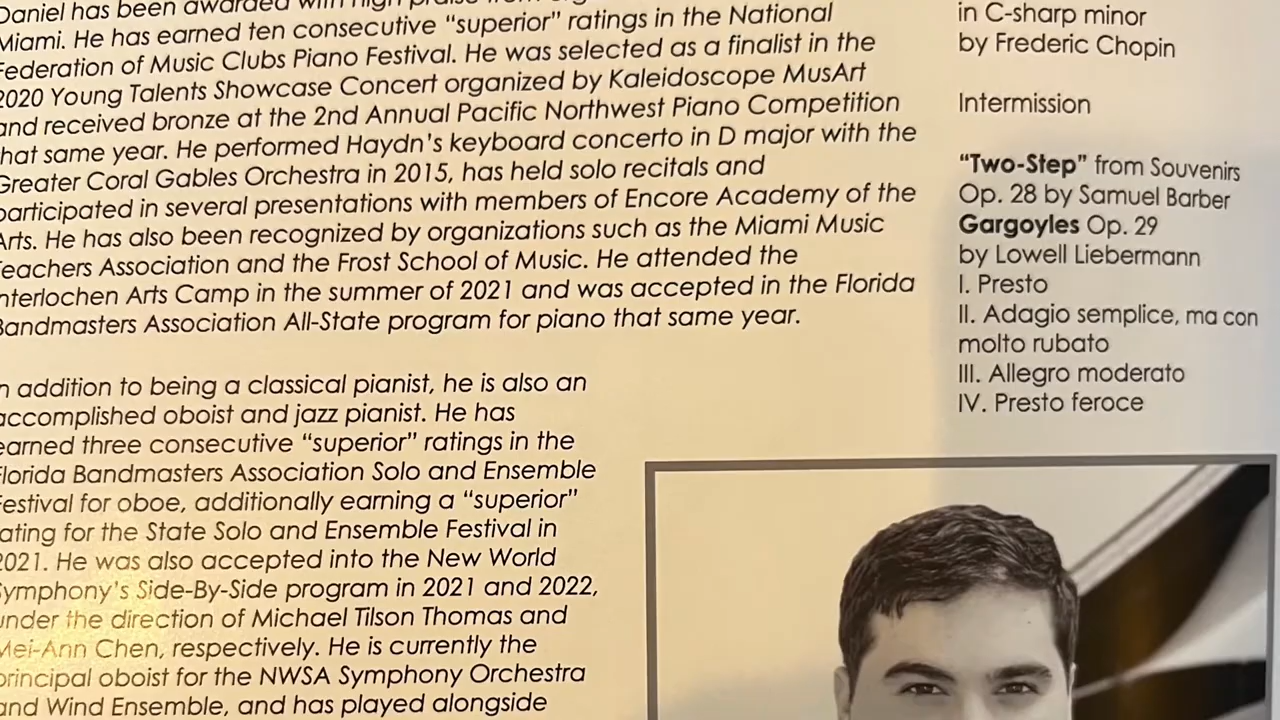 Daniel has been awarded with high praise from
Miami. He has earned ten consecutive “superior” ratings in the National
Federation of Music Clubs Piano Festival. He was selected as a finalist in the
2020 Young Talents Showcase Concert organized by Kaleidoscope MusArt
and received bronze at the 2nd Annual Pacific Northwest Piano Competition
that same year. He performed Haydn’s keyboard concerto in D major with the
Greater Coral Gables Orchestra in 2015, has held solo recitals and
participated in several presentations with members of Encore Academy of the
Arts. He has also been recognized by organizations such as the Miami Music
Teachers Association and the Frost School of Music. He attended the
Interlochen Arts Camp in the summer of 2021 and was accepted in the Florida
Bandmasters Association All-State program for piano that same year.
In addition to being a classical pianist, he is also an
accomplished oboist and jazz pianist. He has
earned three consecutive “superior” ratings in the
Florida Bandmasters Association Solo and Ensemble
Festival for oboe, additionally earning a “superior”
rating for the State Solo and Ensemble Festival in
2021. He was also accepted into the New World
Symphony’s Side-By-Side program in 2021 and 2022,
under the direction of Michael Tilson Thomas and
Mei-Ann Chen, respectively. He is currently the
principal oboist for the NWSA Symphony Orchestra
and Wind Ensemble, and has played alongside
in C-sharp minor
by Frederic Chopin
Intermission
“Two-Step” from Souvenirs
Op. 28 by Samuel Barber
Gargoyles Op. 29
by Lowell Liebermann
I. Presto
II. Adagio semplice, ma con
molto rubato
III. Allegro moderato
IV. Presto feroce